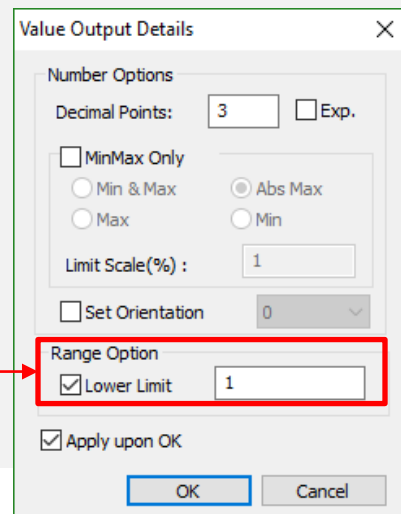 Value Output Details
Number Options
Decimal Points: 3 Exp.
MinMax Only
Min & Max Abs Max
Max Min
Limit Scale(%) : 1
Set Orientation 0
Range Option
Lower Limit 1
Apply upon OK
OK Cancel